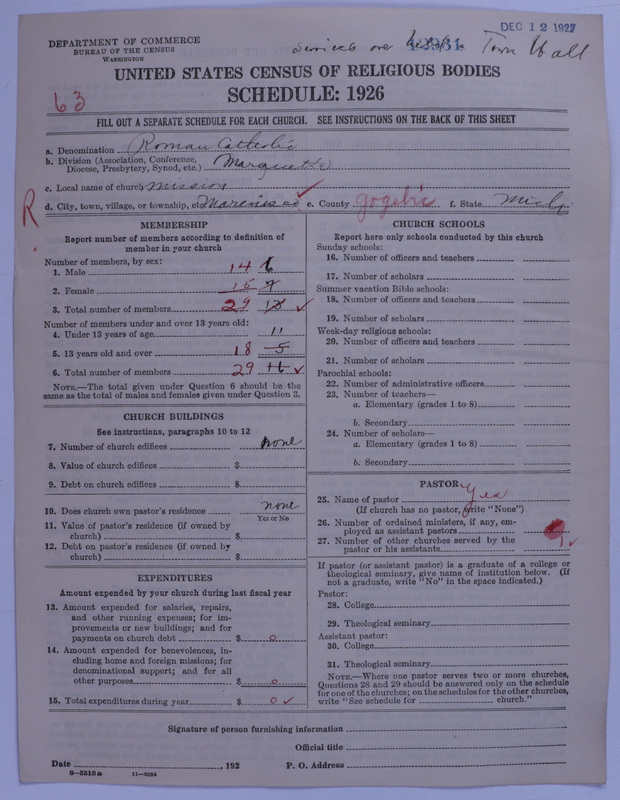 DEC 12 1927
DEPARTMENT OF COMMERCE
BUREAU OF THE CENSUS
WASHINGTON
Services are Town Hall
UNITED STATES CENSUS OF RELIGIOUS BODIES
SCHEDULE: 1926
63
FILL OUT A SEPARATE SCHEDULE FOR EACH CHURCH. SEE INSTRUCTIONS ON THE BACK OF THIS SHEET
a. Denomination Roman Catholic
b. Division (Association, Conference, Diocese, Presbytery, Synod, etc.) Marquette
c. Local name of church mission
d. City, town, village, or township, etc. Marenisco e. County gogebic f. State Mich
R.
MEMBERSHIP
Report number of members according to definition of
member in your church
Number of members, by sex:
1. Male 14 6
2. Female 15 7
3. Total number of members 29 13
Number of members under and over 13 years old:
4. Under 13 years of age 11
5. 13 years old and over 18 5
6. Total number of members 29 16
NOTE.—The total given under Question 6 should be the
same as the total of males and females given under Question 3.
CHURCH BUILDINGS
See instructions, paragraphs 10 to 12
7. Number of church edifices none
8. Value of church edifices $
9. Debt on church edifices $
10. Does church own pastor's residence none
Yes or No
11. Value of pastor's residence (if owned by
church) $
12. Debt on pastor's residence (if owned by
church) $
EXPENDITURES
Amount expended by your church during last fiscal year
13. Amount expended for salaries, repairs,
and other running expenses; for im-
provements or new buildings; and for
payments on church debt $ 0
14. Amount expended for benevolences, in-
cluding home and foreign missions; for
denominational support; and for all
other purposes $ 0
15. Total expenditures during year $ 0
CHURCH SCHOOLS
Report here only schools conducted by this church
Sunday schools:
16. Number of officers and teachers
17. Number of scholars
Summer vacation Bible schools:
18. Number of officers and teachers
19. Number of scholars
Week-day religious schools:
20. Number of officers and teachers
21. Number of scholars
Parochial schools:
22. Number of administrative officers
23. Number of teachers—
a. Elementary (grades 1 to 8)
b. Secondary
24. Number of scholars—
a. Elementary (grades 1 to 8)
b. Secondary
PASTOR
25. Name of pastor Yes
(If church has no pastor, write "None")
26. Number of ordained ministers, if any, em-
ployed as assistant pastors
27. Number of other churches served by the
pastor or his assistants 1
If pastor (or assistant pastor) is a graduate of a college or
theological seminary, give name of institution below. (If
not a graduate, write "No" in the space indicated.)
Pastor:
28. College
29. Theological seminary
Assistant pastor:
30. College
31. Theological seminary
NOTE.—Where one pastor serves two or more churches,
Questions 28 and 29 should be answered only on the schedule
for one of the churches; on the schedules for the other churches,
write "See schedule for church."
Signature of person furnishing information
Official title
Date , 192 P. O. Address
8-5518 a 11-9054